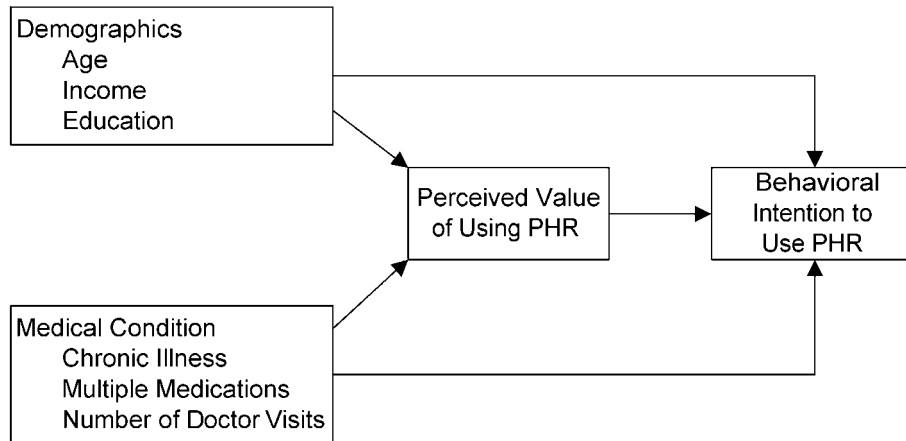 Demographics
Age
Income
Education
Perceived Value
of Using PHR
Behavioral
Intention to
Use PHR
Medical Condition
Chronic Illness
Multiple Medications
Number of Doctor Visits